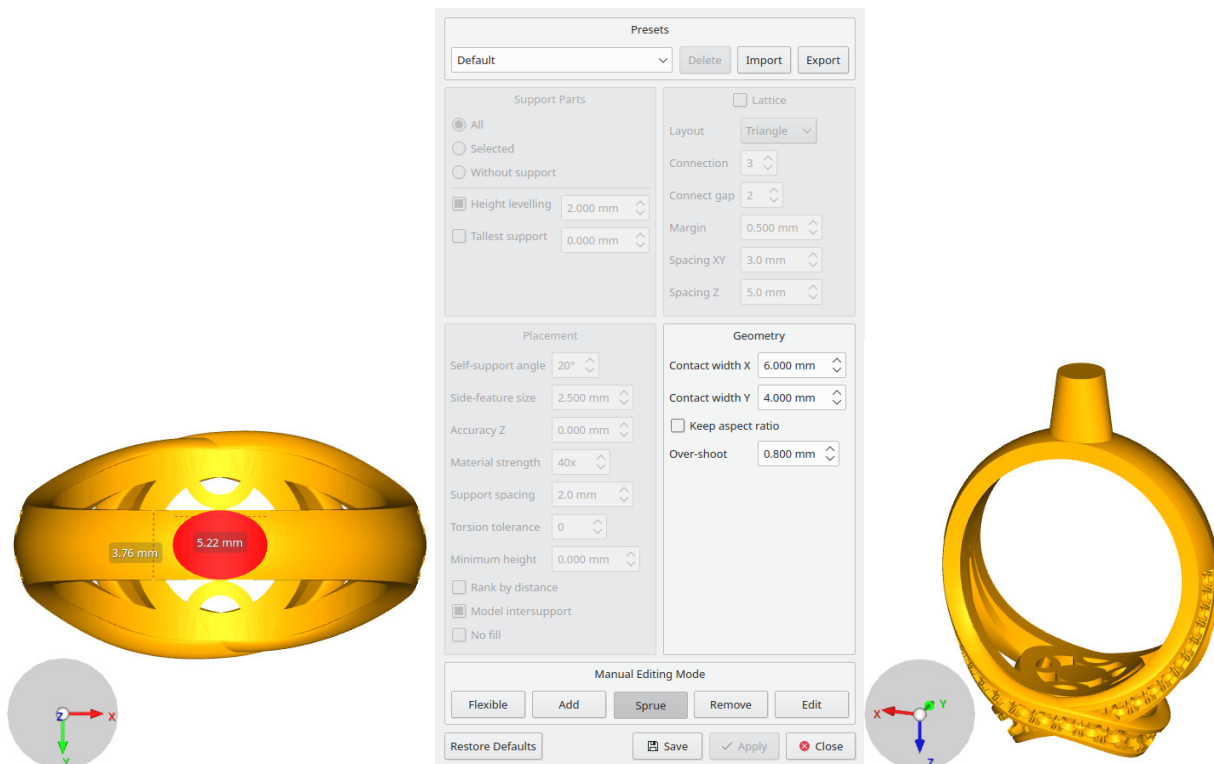 Presets
Default
Delete
Import
Export
Support Parts
All
Selected
Without support
Height levelling 2.000 mm
Tallest support 0.000 mm
Lattice
Layout Triangle
Connection 3
Connect gap 2
Margin 0.500 mm
Spacing XY 3.0 mm
Spacing Z 5.0 mm
Placement
Self-support angle 20°
Side-feature size 2.500 mm
Accuracy Z 0.000 mm
Material strength 40x
Support spacing 2.0 mm
Torsion tolerance 0
Minimum height 0.000 mm
Rank by distance
Model intersupport
No fill
Geometry
Contact width X 6.000 mm
Contact width Y 4.000 mm
Keep aspect ratio
Over-shoot 0.800 mm
Manual Editing Mode
Flexible
Add
Sprue
Remove
Edit
Restore Defaults
Save
Apply
Close
3.76 mm
5.22 mm
Z
X
Y
X
Y
Z